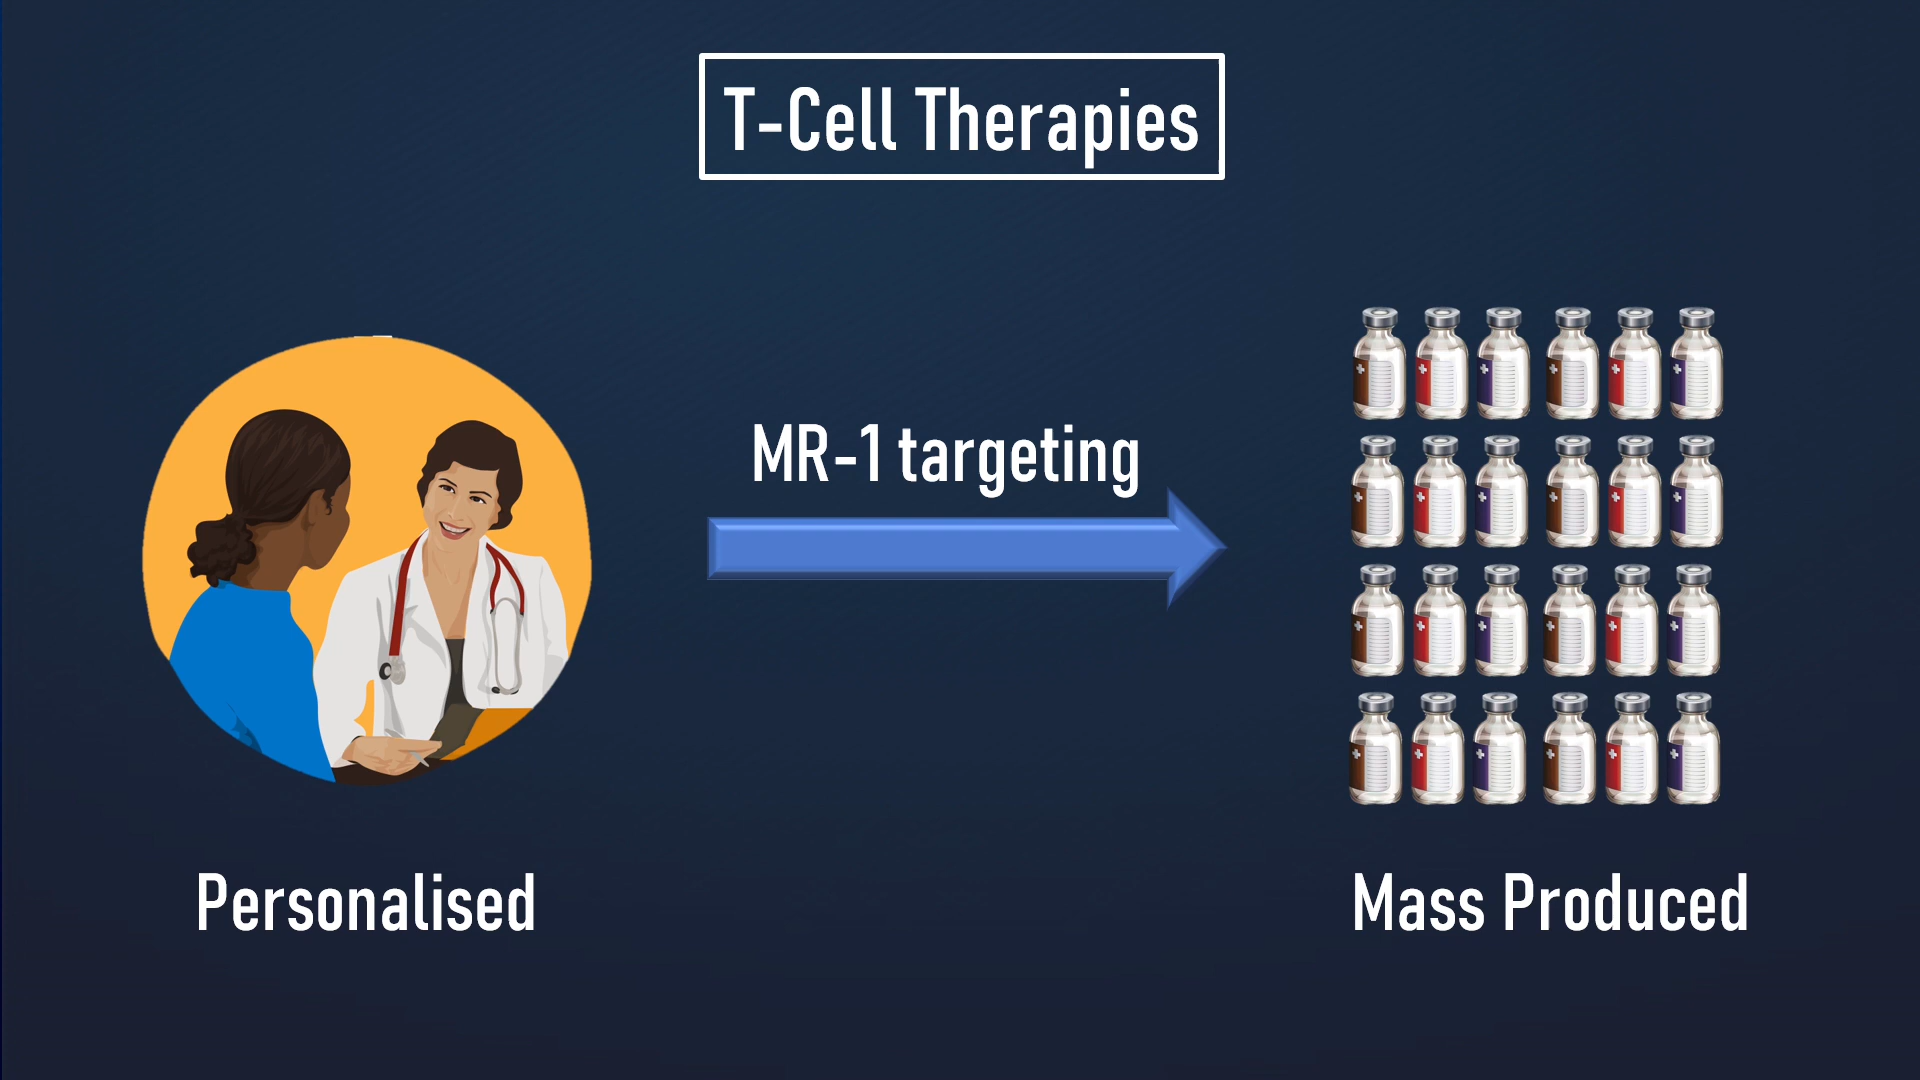 T-Cell Therapies
MR-1 targeting
Personalised
Mass Produced